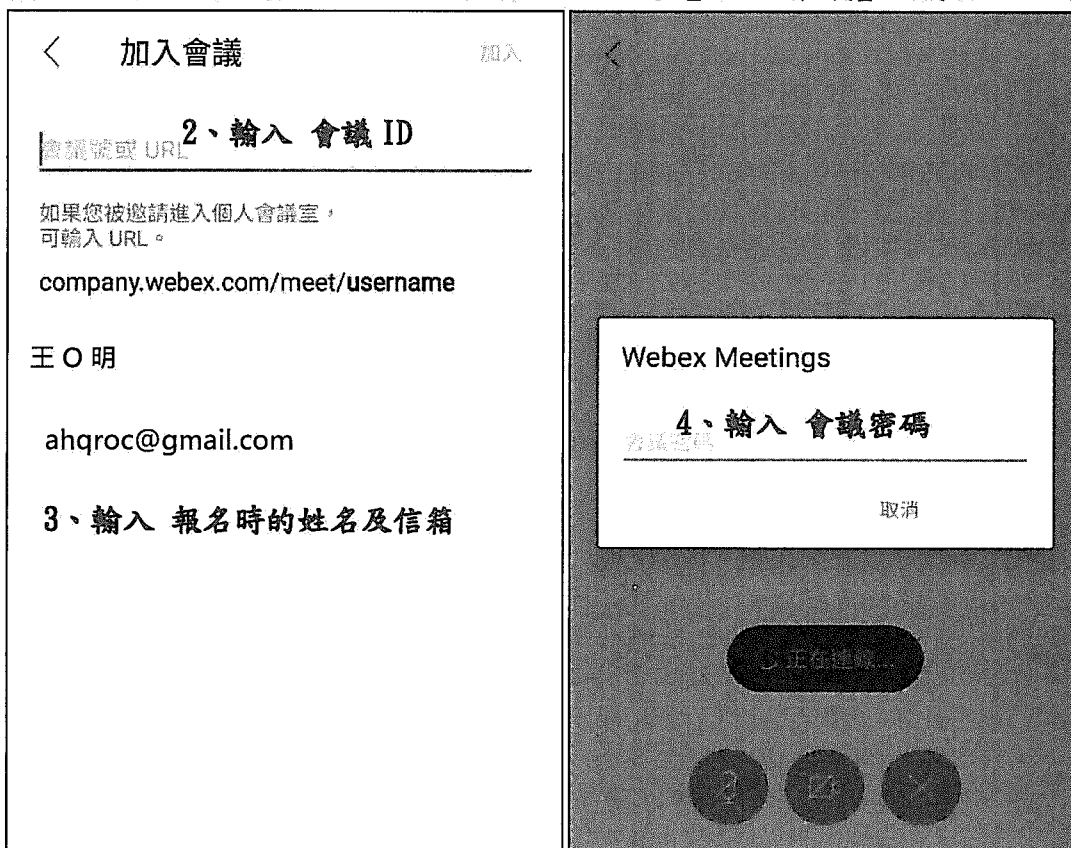 加入會議
加入
2、輸入 會議 ID
會議號或 URL
如果您被邀請進入個人會議室，
可輸入 URL。
company.webex.com/meet/username
王 O 明
ahqroc@gmail.com
3、輸入 報名時的姓名及信箱
Webex Meetings
4、輸入 會議密碼
取消
正在連線...